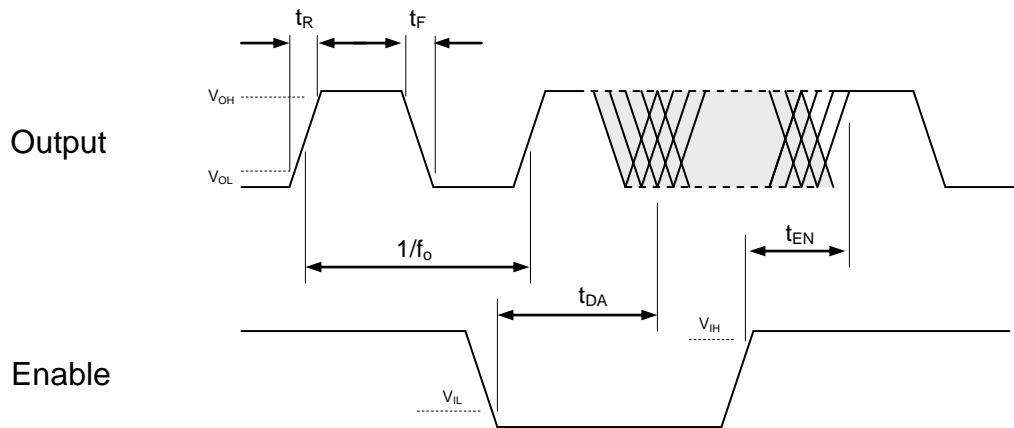 tR
tF
VOH
Output
VOL
tEN
1/fo
tDA
VIH
Enable
VIL